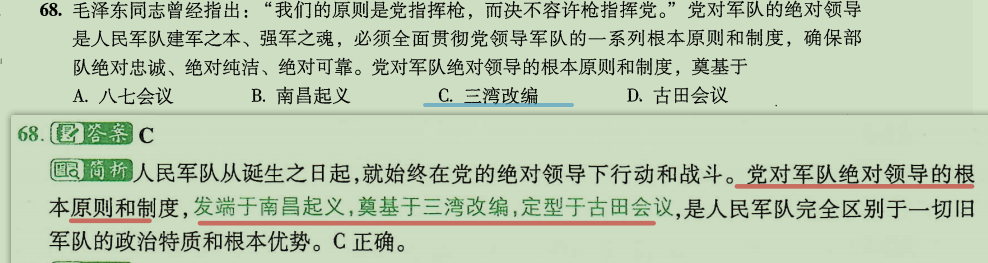 68. 毛泽东同志曾经指出：“我们的原则是党指挥枪，而决不容许枪指挥党。”党对军队的绝对领导
是人民军队建军之本、强军之魂，必须全面贯彻党领导军队的一系列根本原则和制度，确保部
队绝对忠诚、绝对纯洁、绝对可靠。党对军队绝对领导的根本原则和制度，奠基于
A. 八七会议 B. 南昌起义 C. 三湾改编 D. 古田会议
68. 答案 C
简析 人民军队从诞生之日起,就始终在党的绝对领导下行动和战斗。党对军队绝对领导的根
本原则和制度,发端于南昌起义,奠基于三湾改编,定型于古田会议,是人民军队完全区别于一切旧
军队的政治特质和根本优势。C 正确。